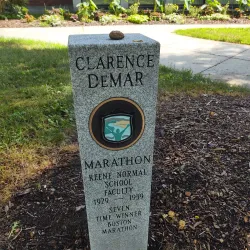 CLARENCE
DEMAR
MARATHON
KEENE NORMAL
SCHOOL
FACULTY
1929 — 1939
SEVEN
TIME WINNER
BOSTON
MARATHON